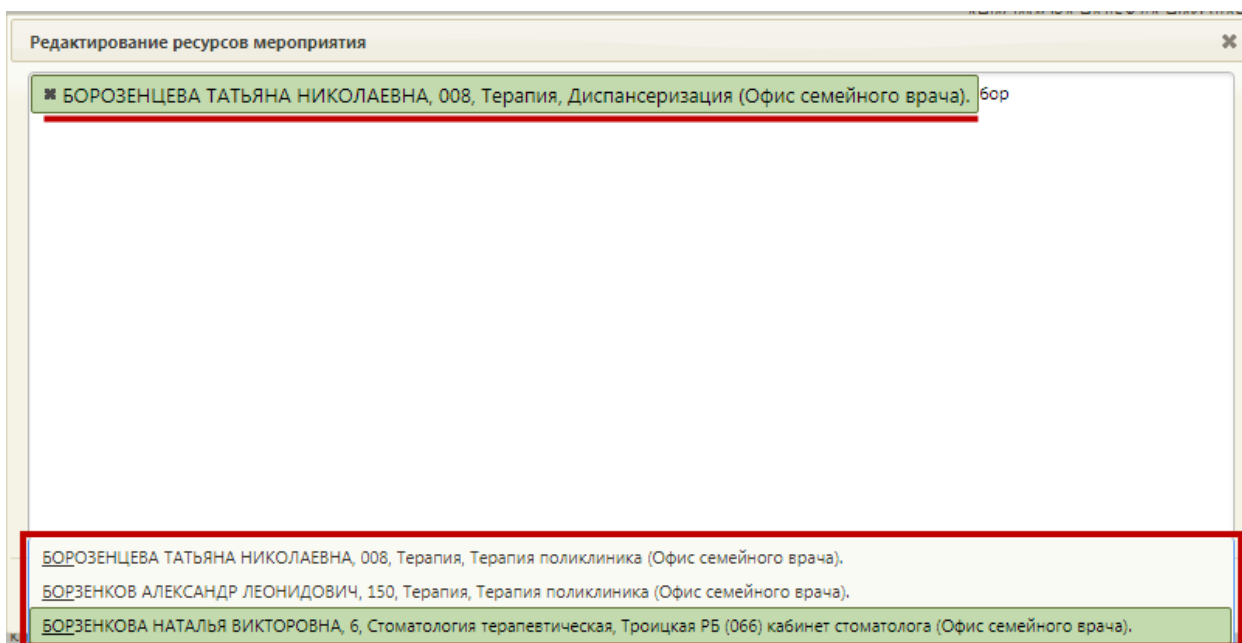 Редактирование ресурсов мероприятия
БОРОЗЕНЦЕВА ТАТЬЯНА НИКОЛАЕВНА, 008, Терапия, Диспансеризация (Офис семейного врача). бор
БОРОЗЕНЦЕВА ТАТЬЯНА НИКОЛАЕВНА, 008, Терапия, Терапия поликлиника (Офис семейного врача).
БОРЗЕНКОВ АЛЕКСАНДР ЛЕОНИДОВИЧ, 150, Терапия, Терапия поликлиника (Офис семейного врача).
БОРЗЕНКОВА НАТАЛЬЯ ВИКТОРОВНА, 6, Стоматология терапевтическая, Троицкая РБ (066) кабинет стоматолога (Офис семейного врача).